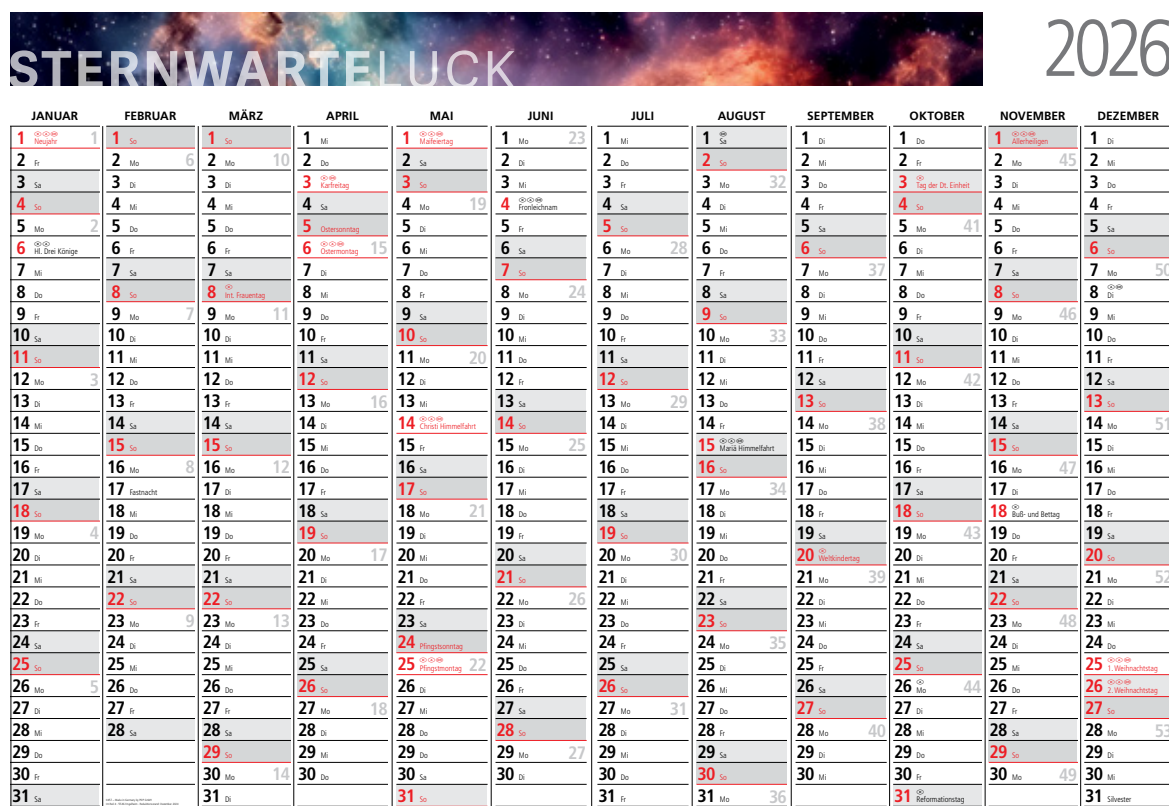 STERNWARTELUCK
2026
JANUAR FEBRUAR MÄRZ APRIL MAI JUNI JULI AUGUST SEPTEMBER OKTOBER NOVEMBER DEZEMBER
1 Neujahr 1 1 So 1 So 1 Mi 1 Maifeiertag 1 Mo 23 1 Mi 1 Sa 1 Di 1 Do 1 Allerheiligen 1 Di
2 Fr 2 Mo 6 2 Mo 10 2 Do 2 Sa 2 Di 2 Do 2 So 2 Mi 2 Fr 2 Mo 45 2 Mi
3 Sa 3 Di 3 Di 3 Karfreitag 3 So 3 Mi 3 Fr 3 Mo 32 3 Do 3 Tag der Dt. Einheit 3 Di 3 Do
4 So 4 Mi 4 Mi 4 Sa 4 Mo 19 4 Fronleichnam 4 Sa 4 Di 4 Fr 4 So 4 Mi 4 Fr
5 Mo 2 5 Do 5 Do 5 Ostersonntag 5 Di 5 Fr 5 So 5 Mi 5 Sa 5 Mo 41 5 Do 5 Sa
6 Hl. Drei Könige 6 Fr 6 Fr 6 Ostermontag 15 6 Mi 6 Sa 6 Mo 28 6 Do 6 So 6 Di 6 Fr 6 So
7 Mi 7 Sa 7 Sa 7 Di 7 Do 7 So 7 Di 7 Fr 7 Mo 37 7 Mi 7 Sa 7 Mo 50
8 Do 8 So 8 Int. Frauentag 8 Mi 8 Fr 8 Mo 24 8 Mi 8 Sa 8 Di 8 Do 8 So 8 Di
9 Fr 9 Mo 7 9 Mo 11 9 Do 9 Sa 9 Di 9 Do 9 So 9 Mi 9 Fr 9 Mo 46 9 Mi
10 Sa 10 Di 10 Di 10 Fr 10 So 10 Mi 10 Fr 10 Mo 33 10 Do 10 Sa 10 Di 10 Do
11 So 11 Mi 11 Mi 11 Sa 11 Mo 20 11 Do 11 Sa 11 Di 11 Fr 11 So 11 Mi 11 Fr
12 Mo 3 12 Do 12 Do 12 So 12 Di 12 Fr 12 So 12 Mi 12 Sa 12 Mo 42 12 Do 12 Sa
13 Di 13 Fr 13 Fr 13 Mo 16 13 Mi 13 Sa 13 Mo 29 13 Do 13 So 13 Di 13 Fr 13 So
14 Mi 14 Sa 14 Sa 14 Di 14 Christi Himmelfahrt 14 So 14 Di 14 Fr 14 Mo 38 14 Mi 14 Sa 14 Mo 51
15 Do 15 So 15 So 15 Mi 15 Fr 15 Mo 25 15 Mi 15 Mariä Himmelfahrt 15 Di 15 Do 15 So 15 Di
16 Fr 16 Mo 8 16 Mo 12 16 Do 16 Sa 16 Di 16 Do 16 So 16 Mi 16 Fr 16 Mo 47 16 Mi
17 Sa 17 Fastnacht 17 Di 17 Fr 17 So 17 Mi 17 Fr 17 Mo 34 17 Do 17 Sa 17 Di 17 Do
18 So 18 Mi 18 Mi 18 Sa 18 Mo 21 18 Do 18 Sa 18 Di 18 Fr 18 So 18 Buß- und Bettag 18 Fr
19 Mo 4 19 Do 19 Do 19 So 19 Di 19 Fr 19 So 19 Mi 19 Sa 19 Mo 43 19 Do 19 Sa
20 Di 20 Fr 20 Fr 20 Mo 17 20 Mi 20 Sa 20 Mo 30 20 Do 20 Weltkindertag 20 Di 20 Fr 20 So
21 Mi 21 Sa 21 Sa 21 Di 21 Do 21 So 21 Di 21 Fr 21 Mo 39 21 Mi 21 Sa 21 Mo 52
22 Do 22 So 22 So 22 Mi 22 Fr 22 Mo 26 22 Mi 22 Sa 22 Di 22 Do 22 So 22 Di
23 Fr 23 Mo 9 23 Mo 13 23 Do 23 Sa 23 Di 23 Do 23 So 23 Mi 23 Fr 23 Mo 48 23 Mi
24 Sa 24 Di 24 Di 24 Fr 24 Pfingstsonntag 24 Mi 24 Fr 24 Mo 35 24 Do 24 Sa 24 Di 24 Do
25 So 25 Mi 25 Mi 25 Sa 25 Pfingstmontag 22 25 Do 25 Sa 25 Di 25 Fr 25 So 25 Mi 25 1. Weihnachtstag
26 Mo 5 26 Do 26 Do 26 So 26 Di 26 Fr 26 So 26 Mi 26 Sa 26 Mo 44 26 Do 26 2. Weihnachtstag
27 Di 27 Fr 27 Fr 27 Mo 18 27 Mi 27 Sa 27 Mo 31 27 Do 27 So 27 Di 27 Fr 27 So
28 Mi 28 Sa 28 Sa 28 Di 28 Do 28 So 28 Di 28 Fr 28 Mo 40 28 Mi 28 Sa 28 Mo 53
29 Do 29 So 29 Mi 29 Fr 29 Mo 27 29 Mi 29 Sa 29 Di 29 Do 29 So 29 Di
30 Fr 30 Mo 14 30 Do 30 Sa 30 Di 30 Do 30 So 30 Mi 30 Fr 30 Mo 49 30 Mi
31 Sa 31 Di 31 So 31 Fr 31 Mo 36 31 Reformationstag 31 Silvester